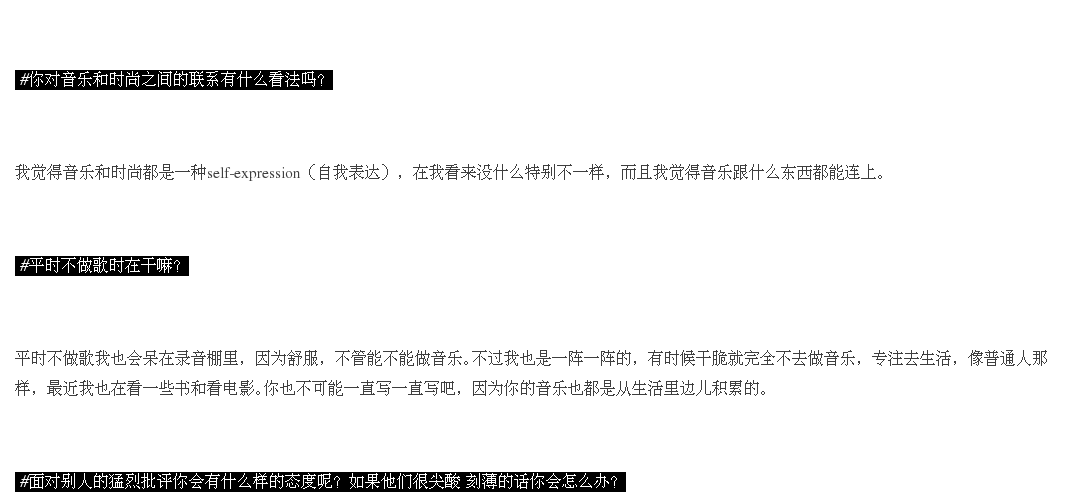 #你对音乐和时尚之间的联系有什么看法吗？
我觉得音乐和时尚都是一种self-expression（自我表达），在我看来没什么特别不一样，而且我觉得音乐跟什么东西都能连上。
#平时不做歌时在干嘛？
平时不做歌我也会呆在录音棚里，因为舒服，不管能不能做音乐。不过我也是一阵一阵的，有时候干脆就完全不去做音乐，专注去生活，像普通人那
样，最近我也在看一些书和看电影。你也不可能一直写一直写吧，因为你的音乐也都是从生活里边儿积累的。
#面对别人的猛烈批评你会有什么样的态度呢？如果他们很尖酸 刻薄的话你会怎么办？